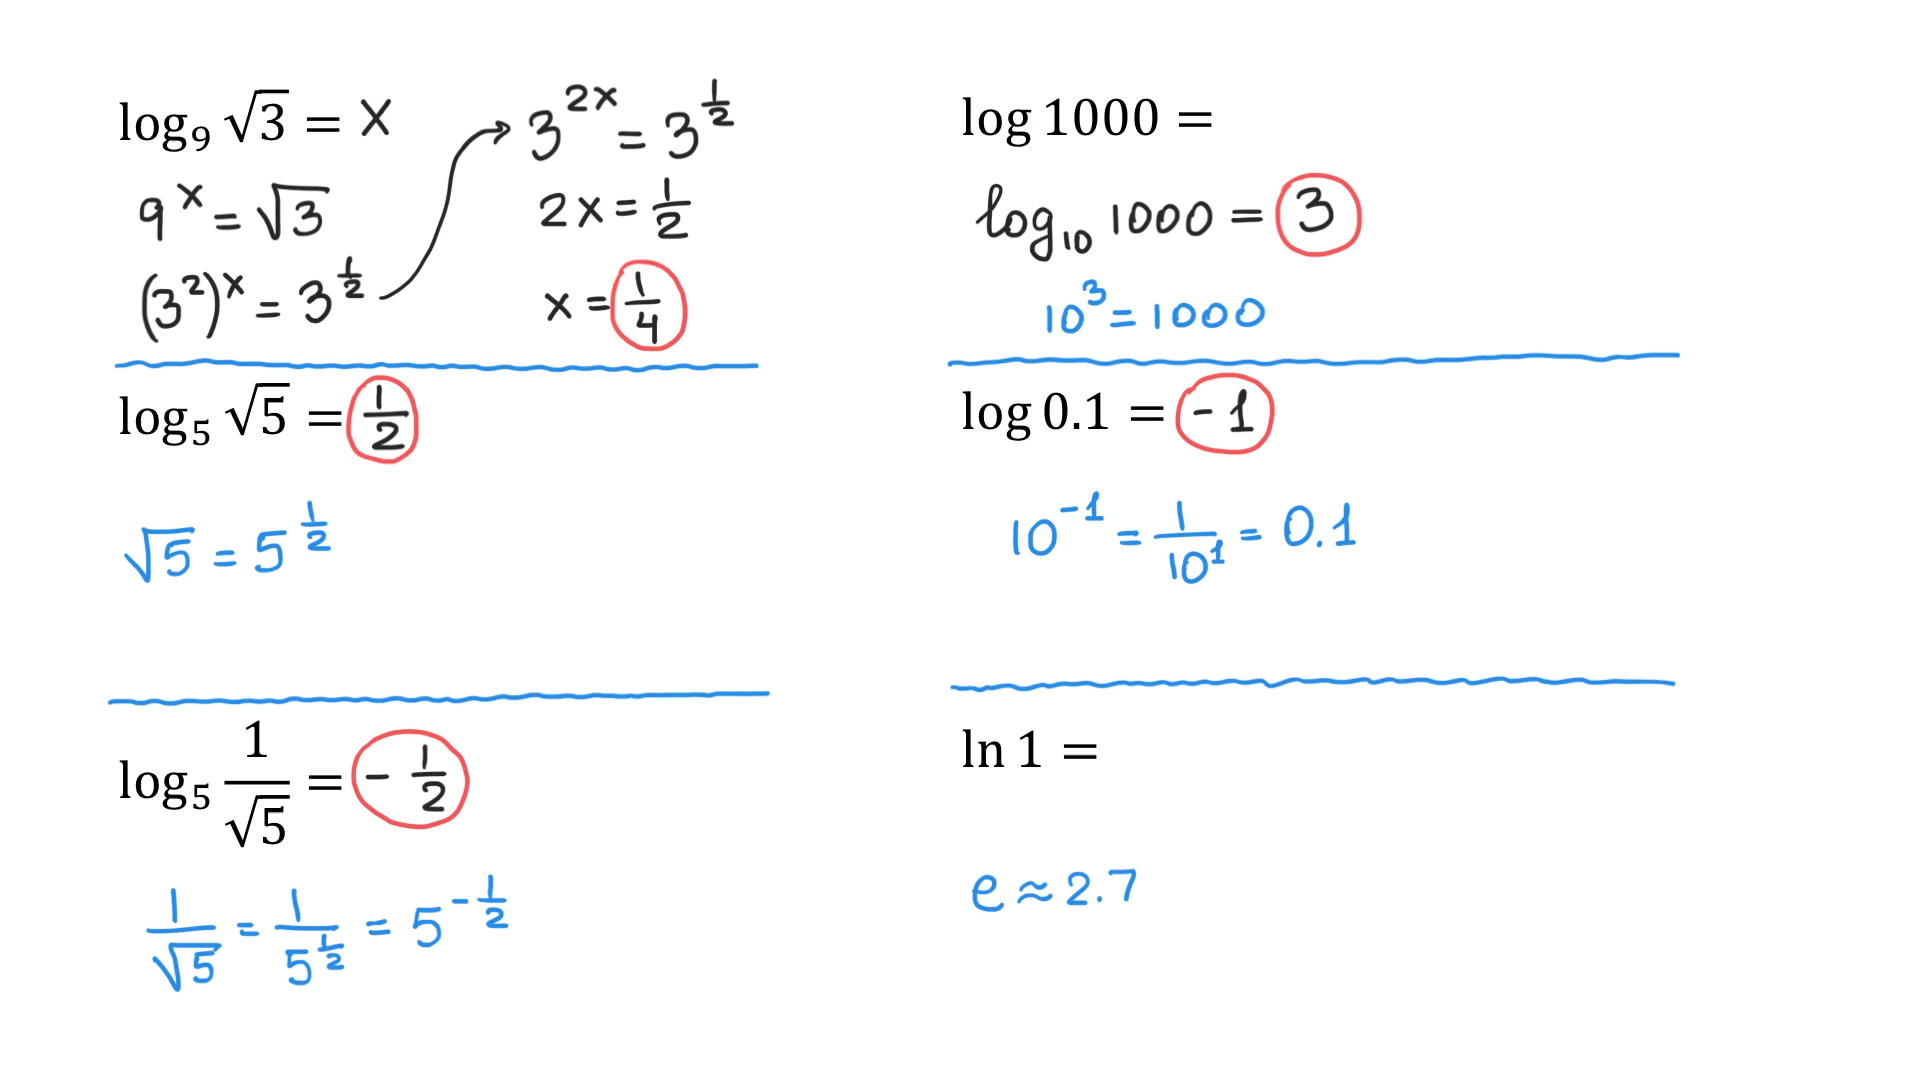 log₉ √3 = x
9^x = √3
(3²)^x = 3^(1/2)
3^(2x) = 3^(1/2)
2x = 1/2
x = 1/4
log₅ √5 = 1/2
√5 = 5^(1/2)
log₅ 1/√5 = - 1/2
1/√5 = 1/5^(1/2) = 5^(-1/2)
log 1000 =
log₁₀ 1000 = 3
10³ = 1000
log 0.1 = -1
10^(-1) = 1/10¹ = 0.1
ln 1 =
e ≈ 2.7